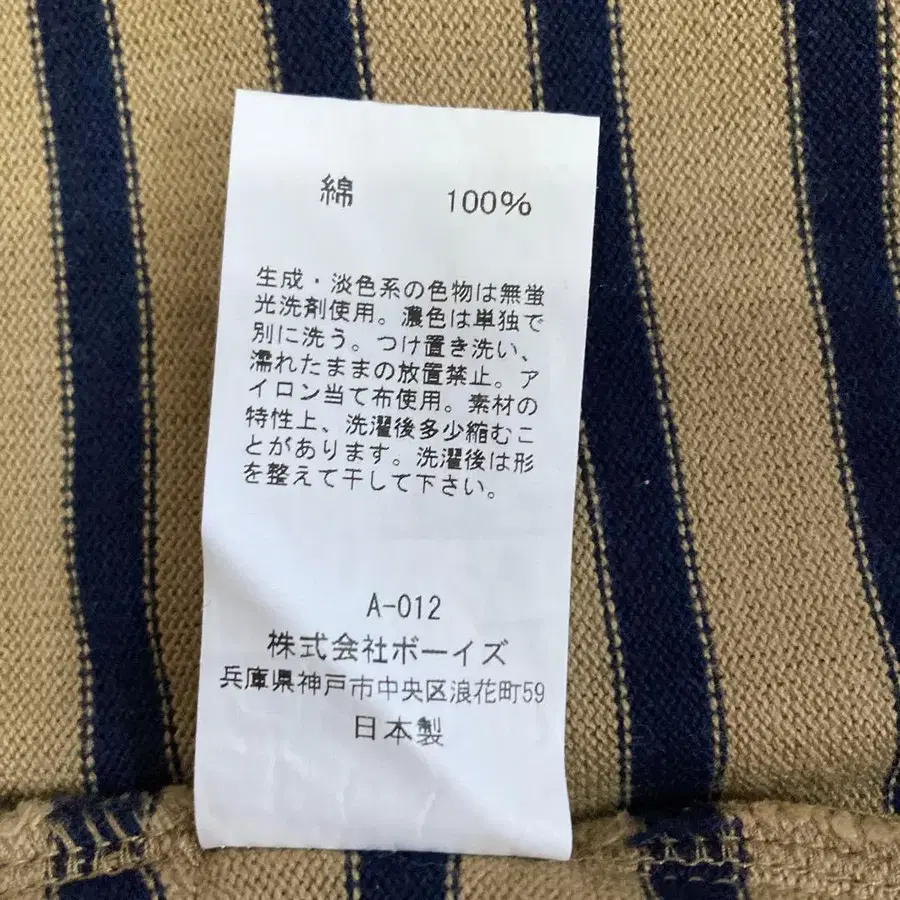 綿 100%
生成・淡色系の色物は無蛍
光洗剤使用。濃色は単独で
別に洗う。つけ置き洗い、
濡れたままの放置禁止。ア
イロン当て布使用。素材の
特性上、洗濯後多少縮むこ
とがあります。洗濯後は形
を整えて干して下さい。
A-012
株式会社ボーイズ
兵庫県神戸市中央区浪花町59
日本製